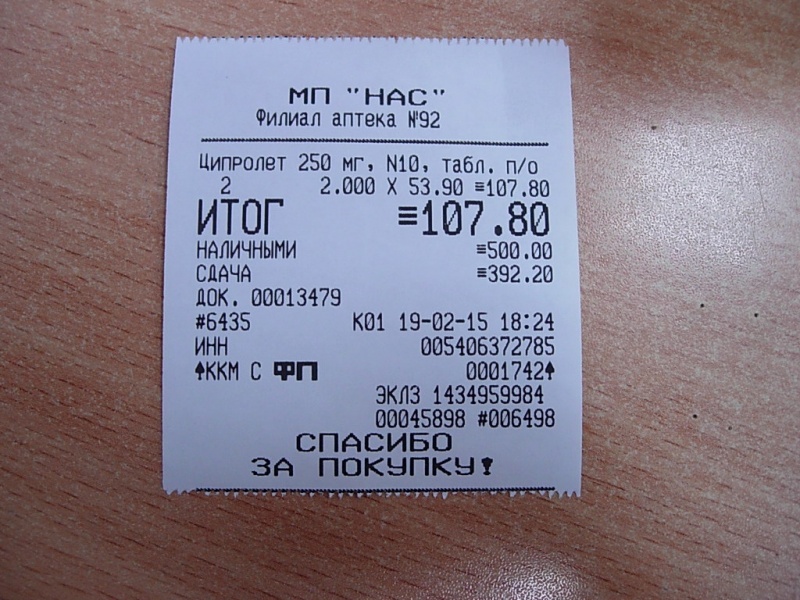 МП "НАС"
Филиал аптека №92
Ципролет 250 мг, N10, табл. п/о
2 2.000 X 53.90 ≡107.80
ИТОГ ≡107.80
НАЛИЧНЫМИ ≡500.00
СДАЧА ≡392.20
ДОК. 00013479
#6435 К01 19-02-15 18:24
ИНН 005406372785
♠ККМ С ФП 0001742♠
ЭКЛЗ 1434959984
00045898 #006498
СПАСИБО
ЗА ПОКУПКУ!